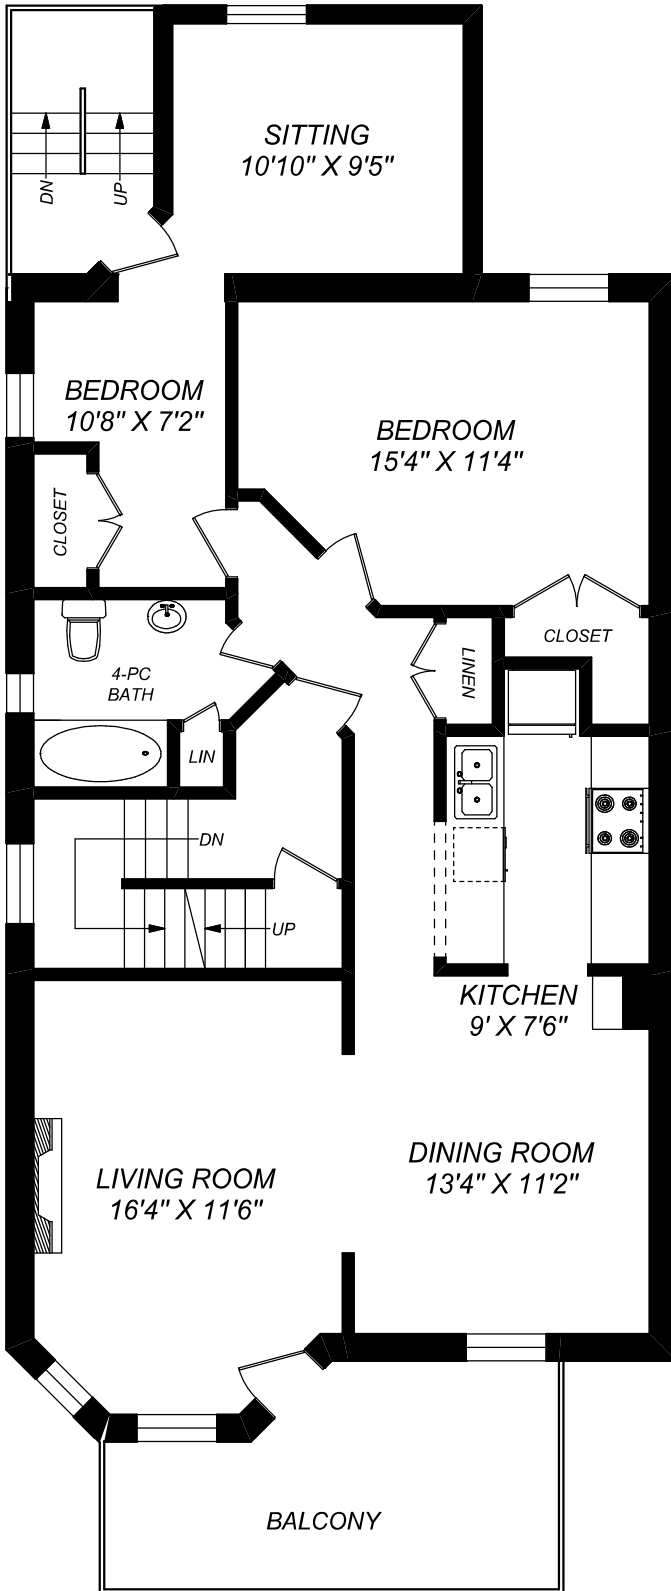 SITTING
10'10" X 9'5"
DN
UP
BEDROOM
10'8" X 7'2"
BEDROOM
15'4" X 11'4"
CLOSET
4-PC
BATH
LINEN
CLOSET
LIN
DN
UP
KITCHEN
9' X 7'6"
LIVING ROOM
16'4" X 11'6"
DINING ROOM
13'4" X 11'2"
BALCONY